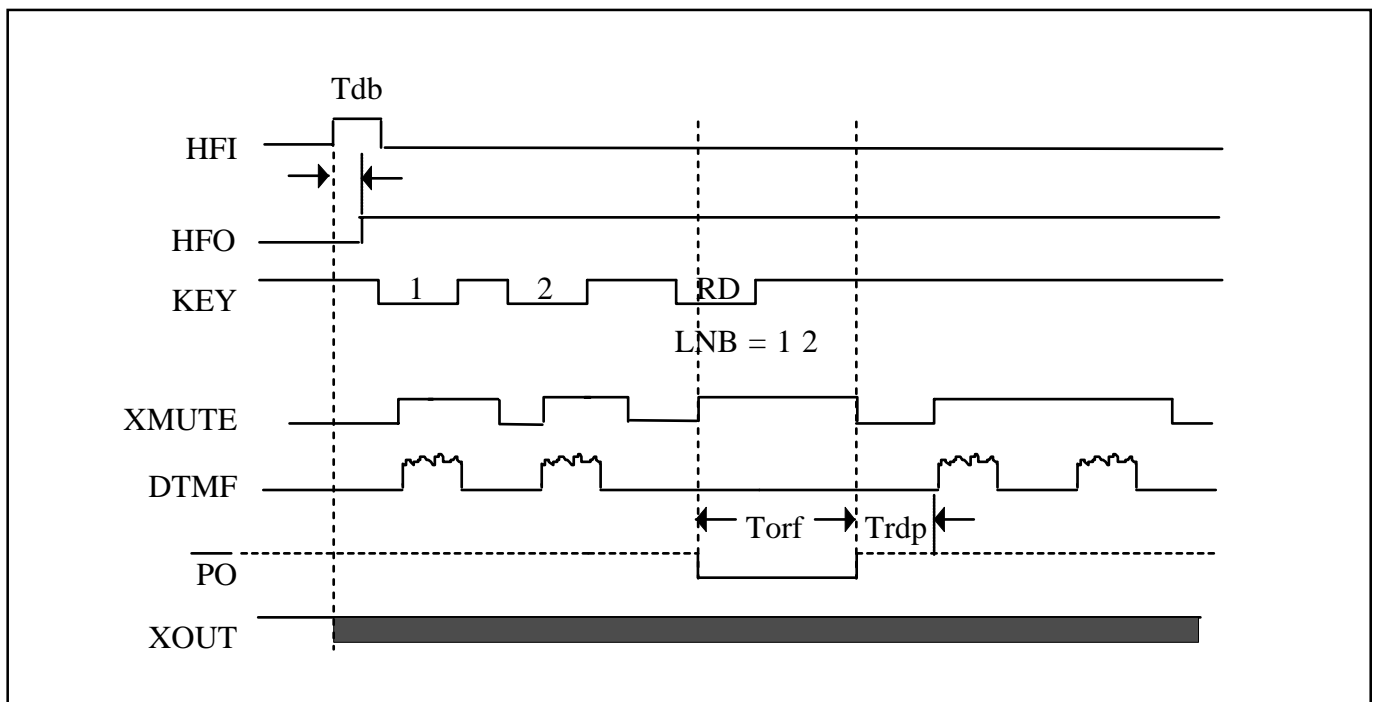 Tdb
HFI
HFO
KEY 1 2 RD
LNB = 1 2
XMUTE
DTMF
Torf Trdp
PO
XOUT